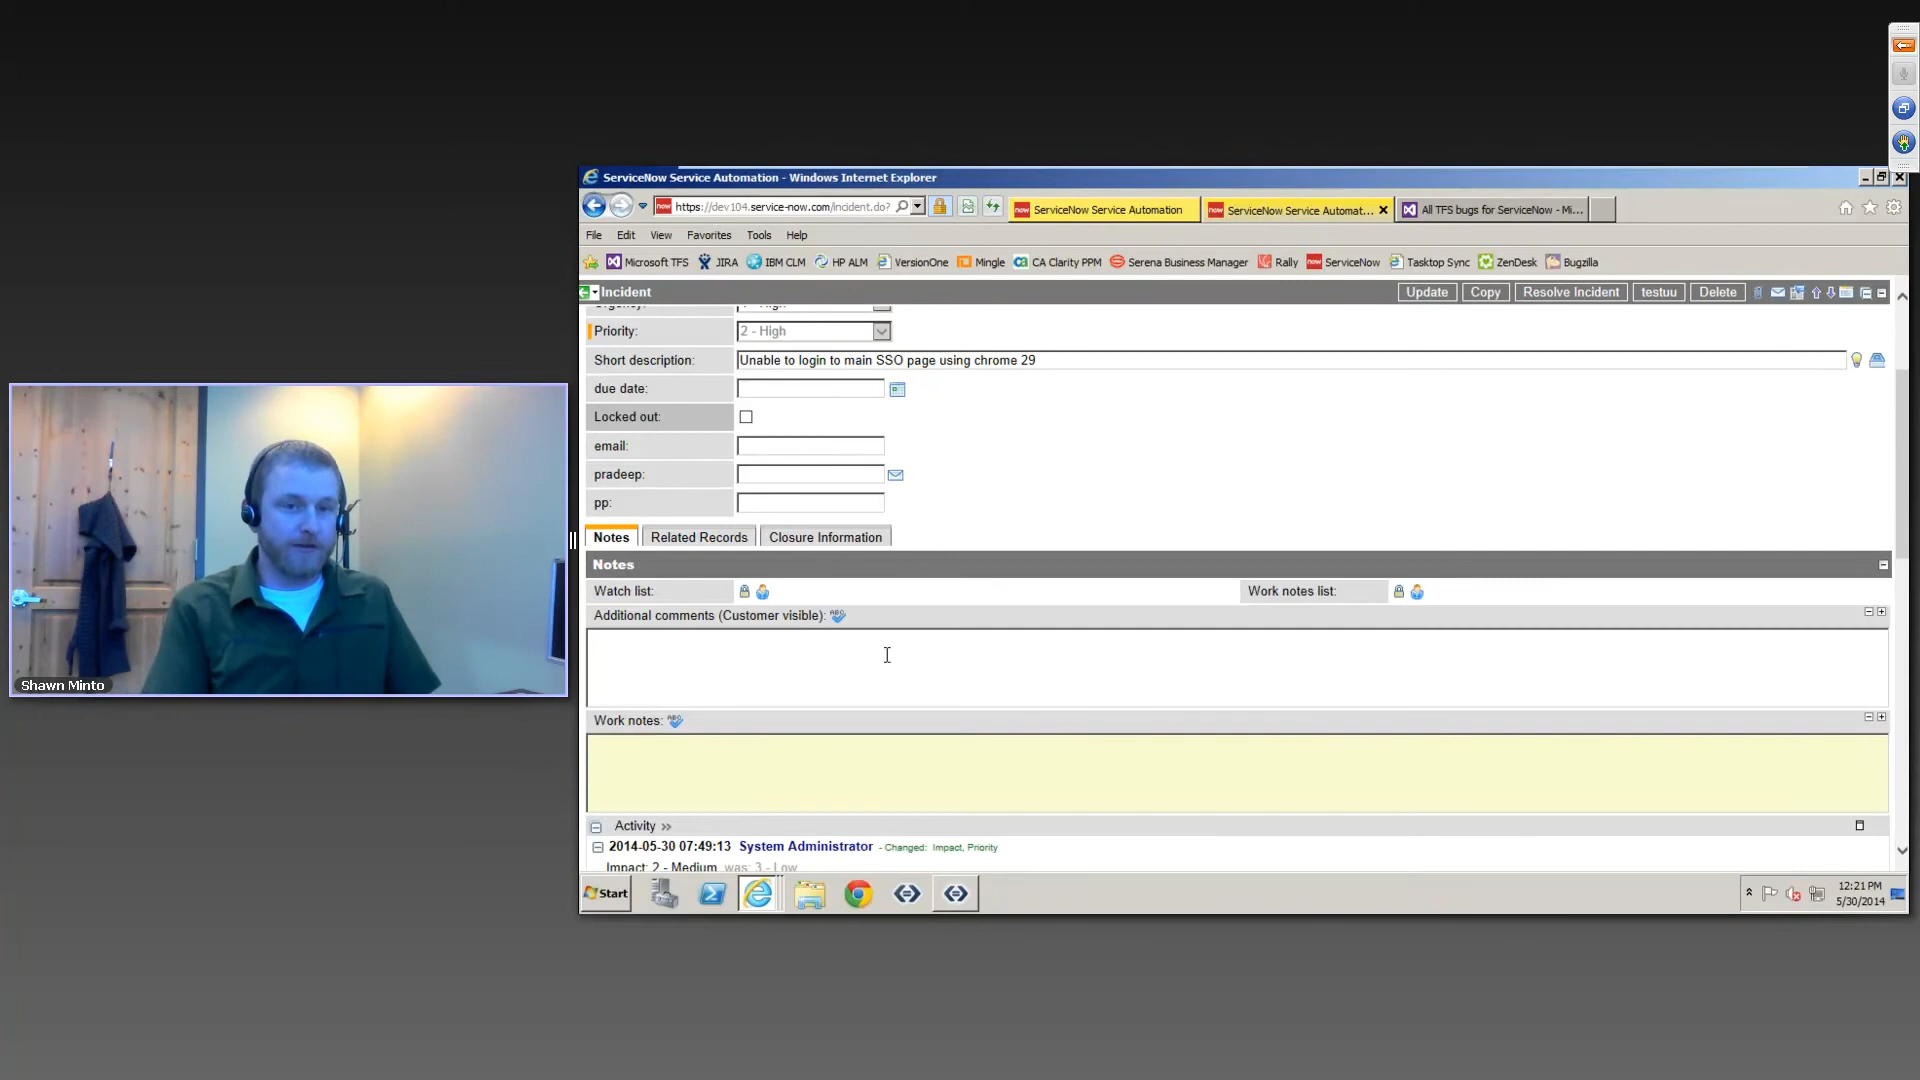 ServiceNow Service Automation - Windows Internet Explorer
https://dev104.service-now.com/incident.do?
ServiceNow Service Automation
ServiceNow Service Automat...
All TFS bugs for ServiceNow - Mi...
File Edit View Favorites Tools Help
Microsoft TFS JIRA IBM CLM HP ALM VersionOne Mingle CA Clarity PPM Serena Business Manager Rally ServiceNow Tasktop Sync ZenDesk Bugzilla
Incident
Update Copy Resolve Incident testuu Delete
Priority: 2 - High
Short description: Unable to login to main SSO page using chrome 29
due date:
Locked out:
email:
pradeep:
pp:
Notes Related Records Closure Information
Notes
Watch list: Work notes list:
Additional comments (Customer visible):
Work notes:
Activity
2014-05-30 07:49:13 System Administrator - Changed: Impact, Priority
Impact: 2 - Medium was: 3 - Low
Start
12:21 PM
5/30/2014
Shawn Minto